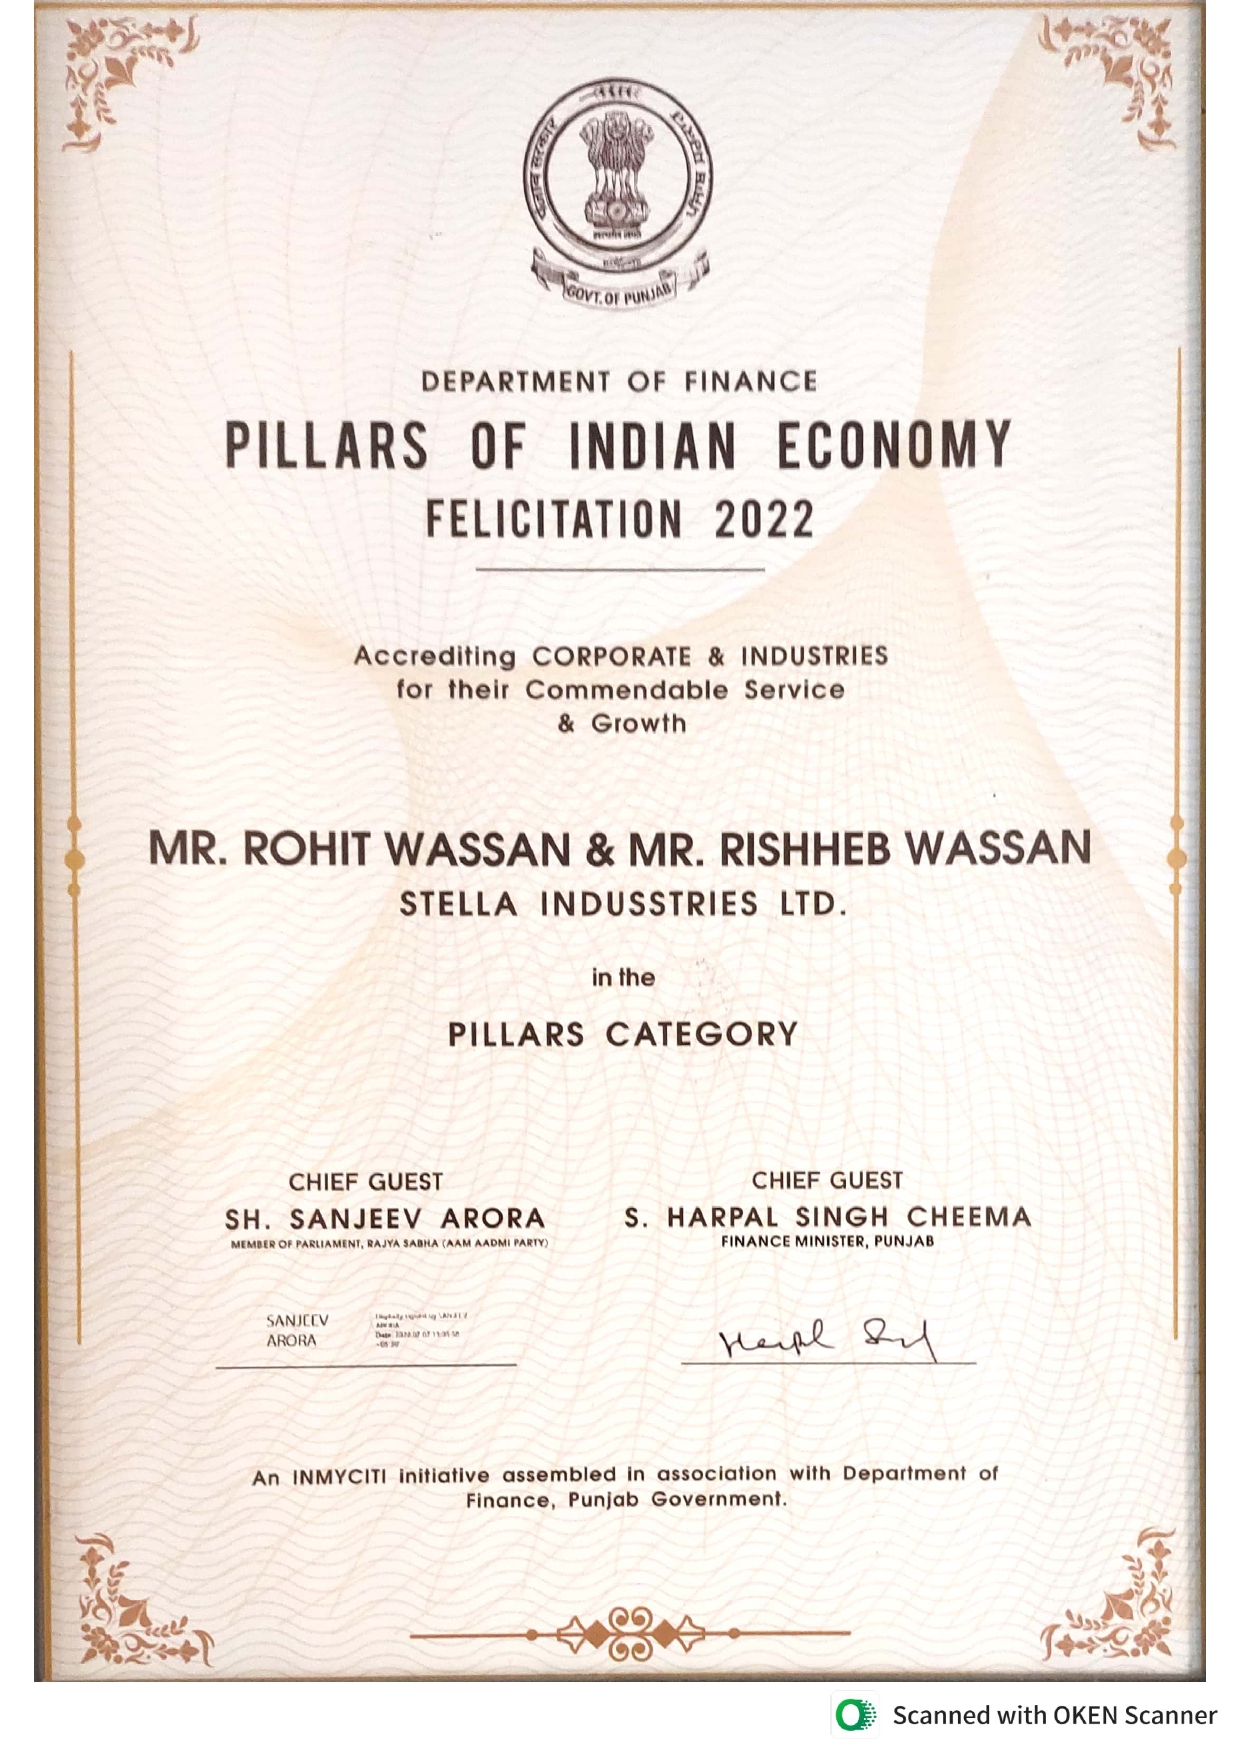 पंजाब सरकार
GOVT. OF PUNJAB
DEPARTMENT OF FINANCE
PILLARS OF INDIAN ECONOMY
FELICITATION 2022
Accrediting CORPORATE & INDUSTRIES
for their Commendable Service
& Growth
MR. ROHIT WASSAN & MR. RISHHEB WASSAN
STELLA INDUSSTRIES LTD.
in the
PILLARS CATEGORY
CHIEF GUEST
SH. SANJEEV ARORA
MEMBER OF PARLIAMENT, RAJYA SABHA (AAM AADMI PARTY)
SANJEEV
ARORA
CHIEF GUEST
S. HARPAL SINGH CHEEMA
FINANCE MINISTER, PUNJAB
An INMYCITI initiative assembled in association with Department of
Finance, Punjab Government.
Scanned with OKEN Scanner